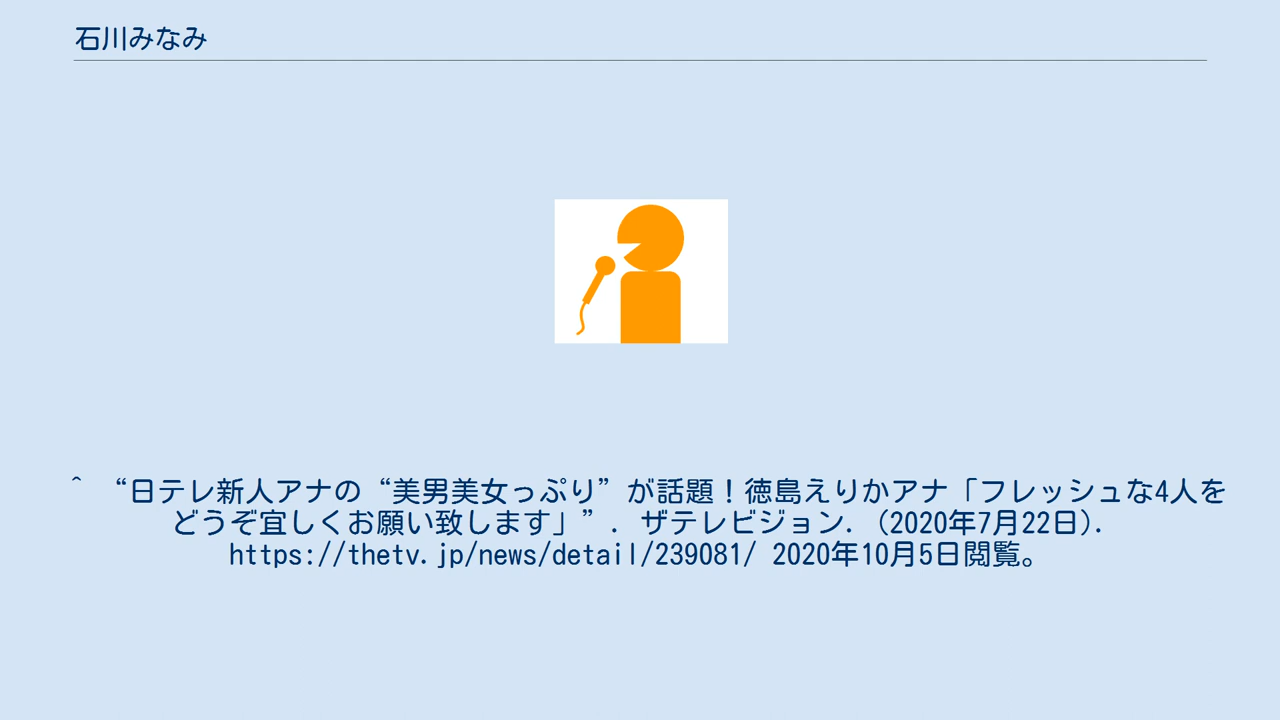 石川みなみ
^ “日テレ新人アナの“美男美女っぷり”が話題！徳島えりかアナ「フレッシュな4人を
どうぞ宜しくお願い致します」”. ザテレビジョン. (2020年7月22日).
https://thetv.jp/news/detail/239081/ 2020年10月5日閲覧。